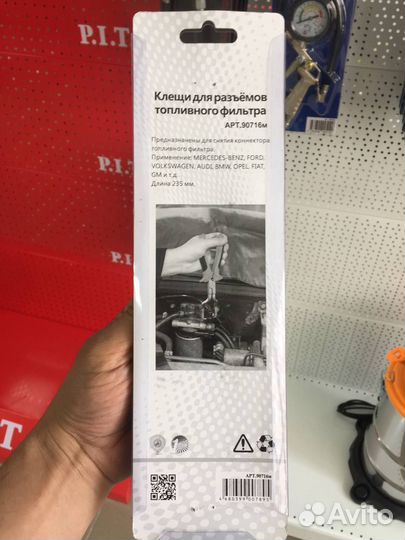 P.I.T
Клещи для разъёмов
топливного фильтра
АРТ.90716м
Предназначены для снятия коннектора
топливного фильтра.
Применение: MERCEDES-BENZ, FORD,
VOLKSWAGEN, AUDI, BMW, OPEL, FIAT,
GM и т.д.
Длина 235 мм.
P.I.T
P.I.T
АРТ.90716м
Avito